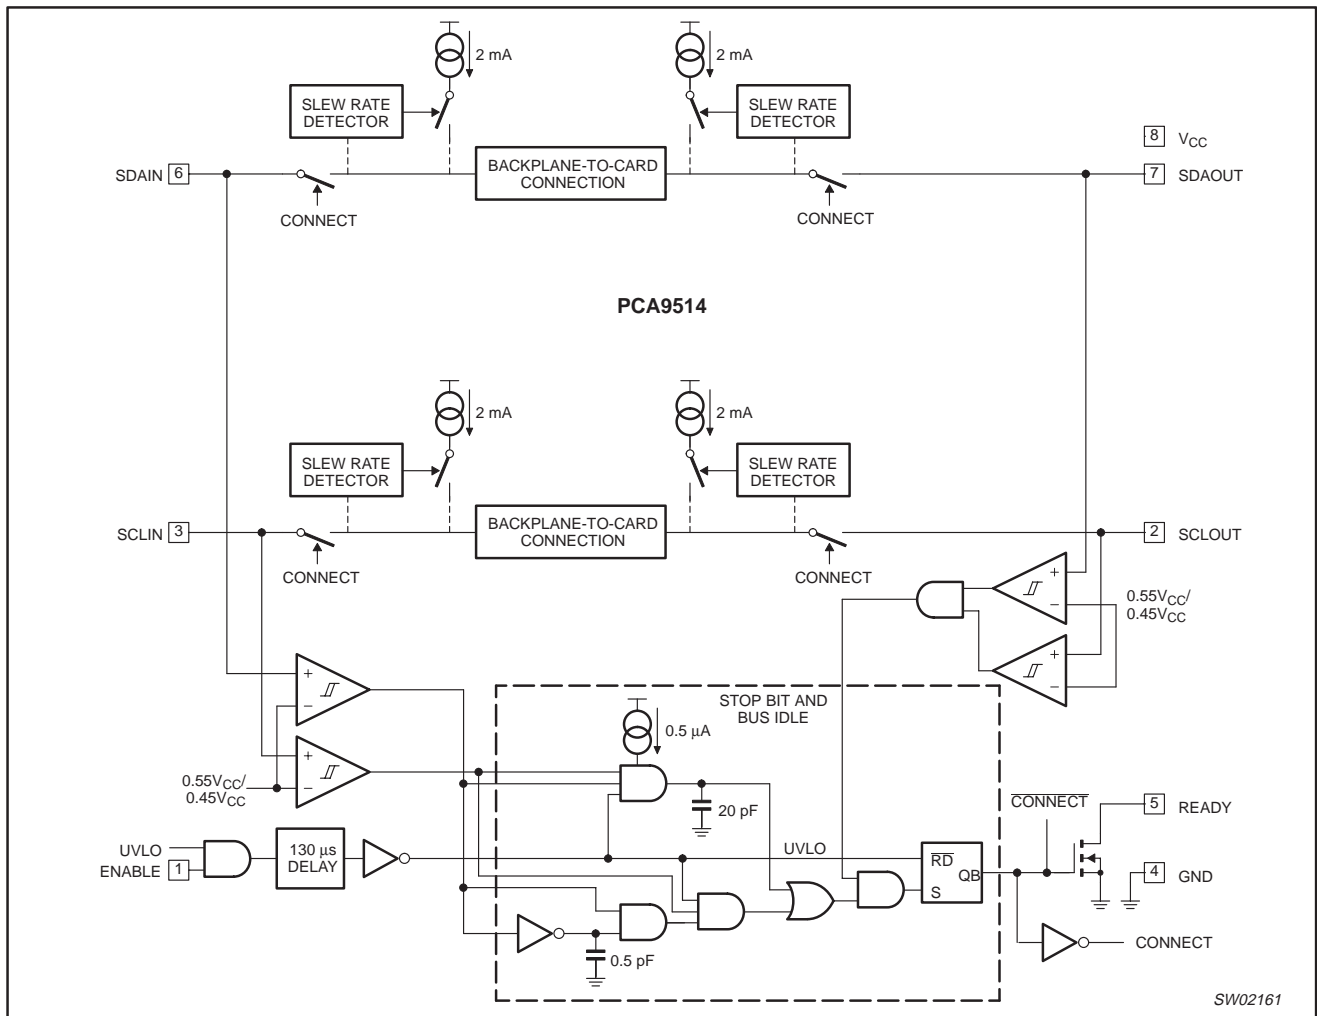 2 mA
2 mA
SLEW RATE
DETECTOR
SLEW RATE
DETECTOR
8 VCC
SDAIN 6
BACKPLANE-TO-CARD
CONNECTION
7 SDAOUT
CONNECT
CONNECT
PCA9514
2 mA
2 mA
SLEW RATE
DETECTOR
SLEW RATE
DETECTOR
SCLIN 3
BACKPLANE-TO-CARD
CONNECTION
2 SCLOUT
CONNECT
CONNECT
+
−
0.55VCC/
0.45VCC
+
−
+
−
STOP BIT AND
BUS IDLE
0.5 µA
+
−
0.55VCC/
0.45VCC
20 pF
CONNECT
5 READY
UVLO
ENABLE 1
130 µs
DELAY
UVLO
RD
QB
S
4 GND
0.5 pF
CONNECT
SW02161